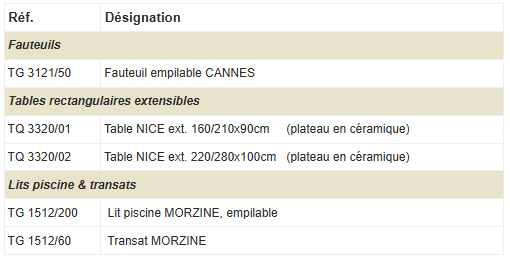 Réf. Désignation
Fauteuils
TG 3121/50 Fauteuil empilable CANNES
Tables rectangulaires extensibles
TQ 3320/01 Table NICE ext. 160/210x90cm (plateau en céramique)
TQ 3320/02 Table NICE ext. 220/280x100cm (plateau en céramique)
Lits piscine & transats
TG 1512/200 Lit piscine MORZINE, empilable
TG 1512/60 Transat MORZINE